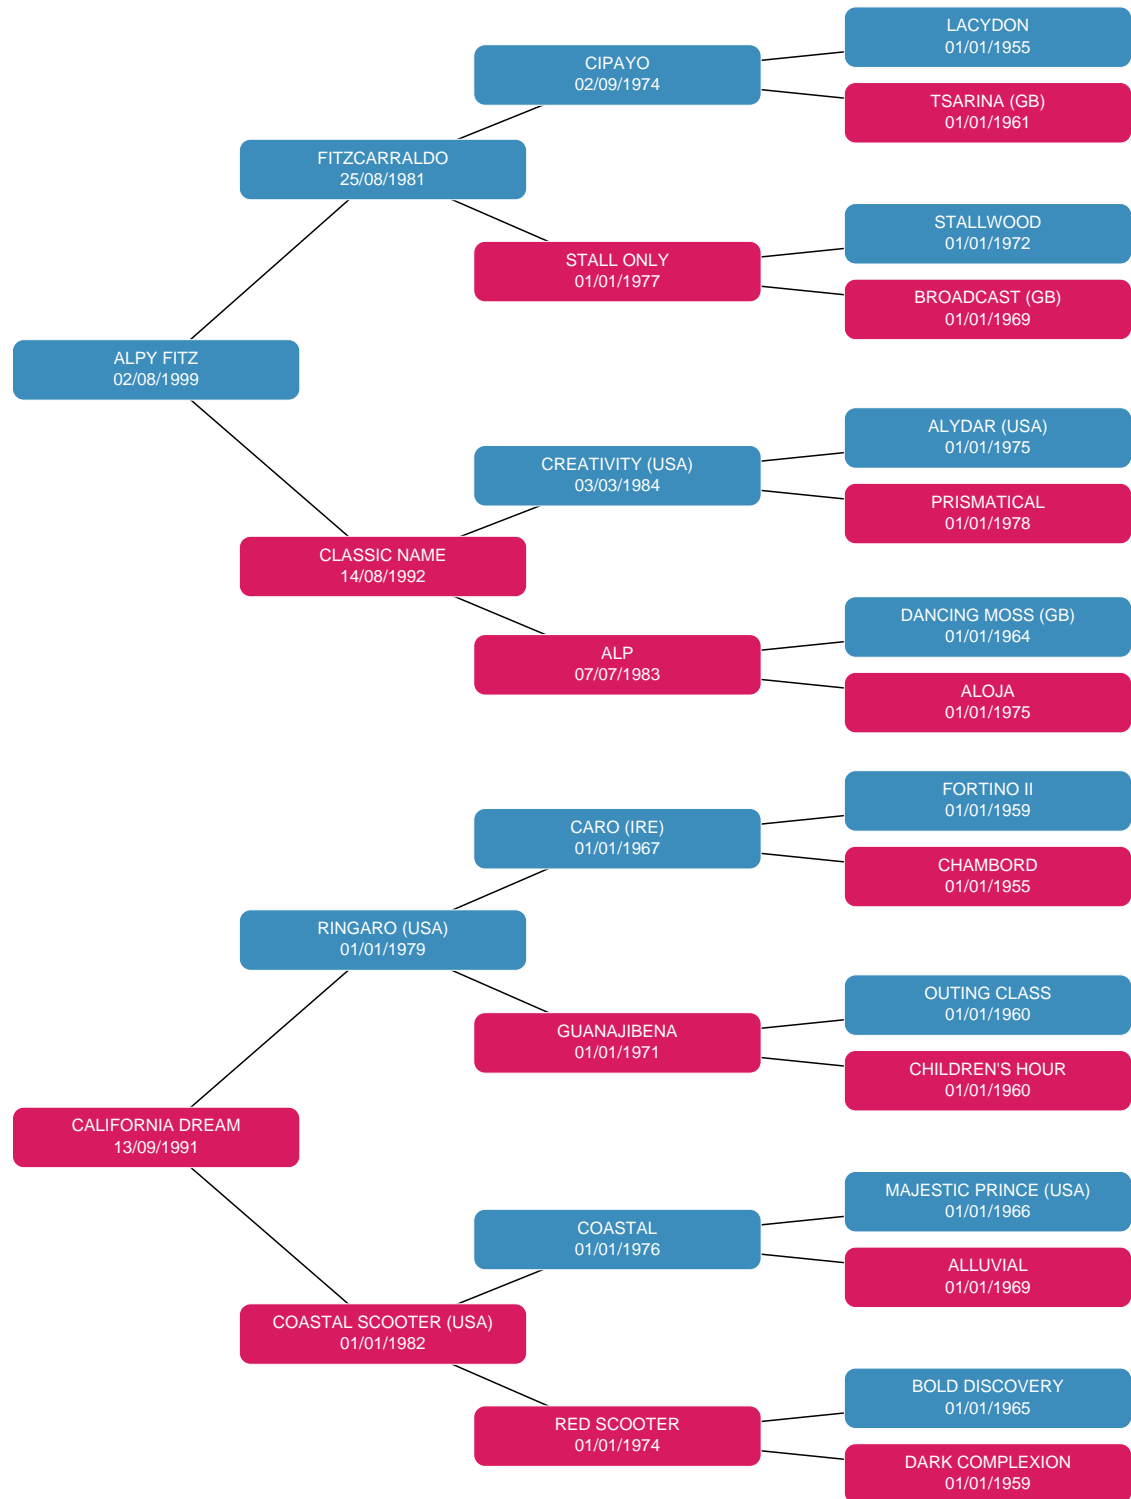 LACYDON
01/01/1955
CIPAYO
02/09/1974
TSARINA (GB)
01/01/1961
FITZCARRALDO
25/08/1981
STALLWOOD
01/01/1972
STALL ONLY
01/01/1977
BROADCAST (GB)
01/01/1969
ALPY FITZ
02/08/1999
ALYDAR (USA)
01/01/1975
CREATIVITY (USA)
03/03/1984
PRISMATICAL
01/01/1978
CLASSIC NAME
14/08/1992
DANCING MOSS (GB)
01/01/1964
ALP
07/07/1983
ALOJA
01/01/1975
FORTINO II
01/01/1959
CARO (IRE)
01/01/1967
CHAMBORD
01/01/1955
RINGARO (USA)
01/01/1979
OUTING CLASS
01/01/1960
GUANAJIBENA
01/01/1971
CHILDREN'S HOUR
01/01/1960
CALIFORNIA DREAM
13/09/1991
MAJESTIC PRINCE (USA)
01/01/1966
COASTAL
01/01/1976
ALLUVIAL
01/01/1969
COASTAL SCOOTER (USA)
01/01/1982
BOLD DISCOVERY
01/01/1965
RED SCOOTER
01/01/1974
DARK COMPLEXION
01/01/1959